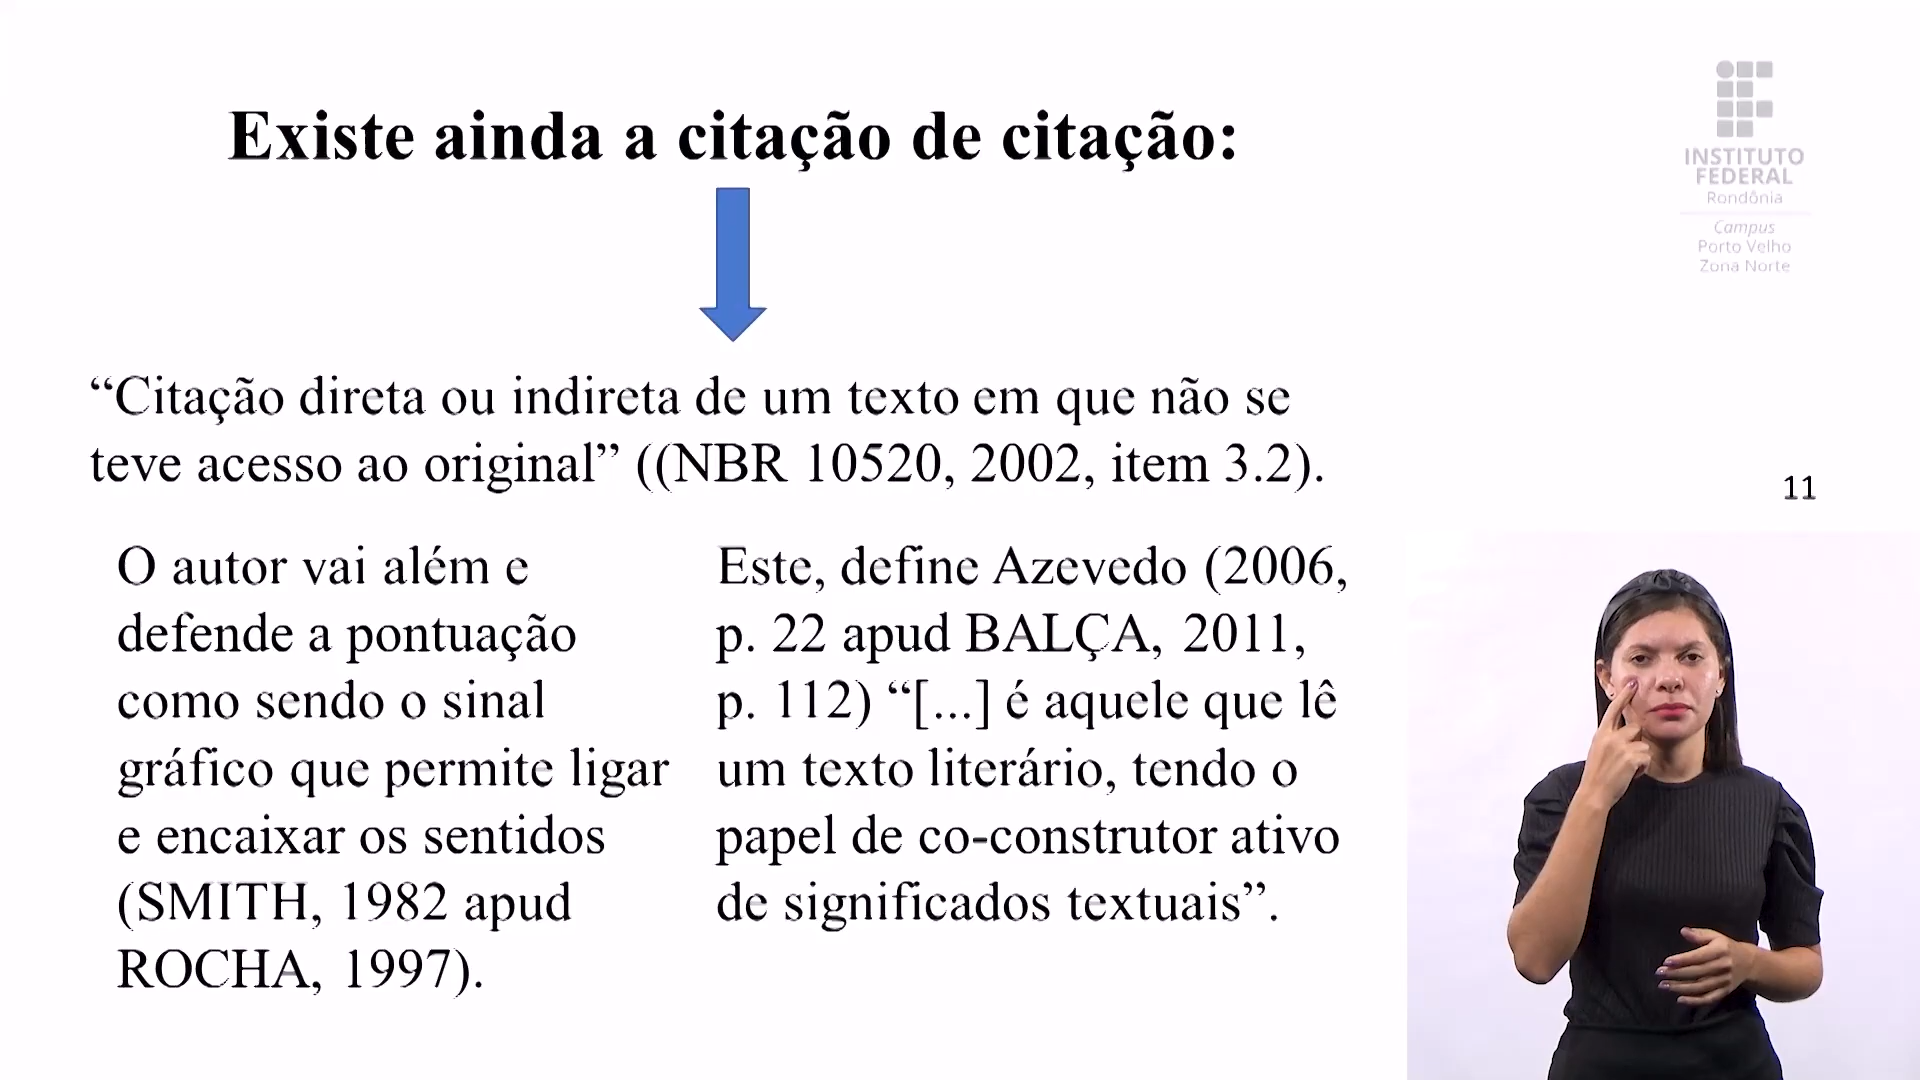 Existe ainda a citação de citação:
INSTITUTO
FEDERAL
Rondônia
Campus
Porto Velho
Zona Norte
“Citação direta ou indireta de um texto em que não se
teve acesso ao original” ((NBR 10520, 2002, item 3.2).
11
O autor vai além e
defende a pontuação
como sendo o sinal
gráfico que permite ligar
e encaixar os sentidos
(SMITH, 1982 apud
ROCHA, 1997).
Este, define Azevedo (2006,
p. 22 apud BALÇA, 2011,
p. 112) “[...] é aquele que lê
um texto literário, tendo o
papel de co-construtor ativo
de significados textuais”.